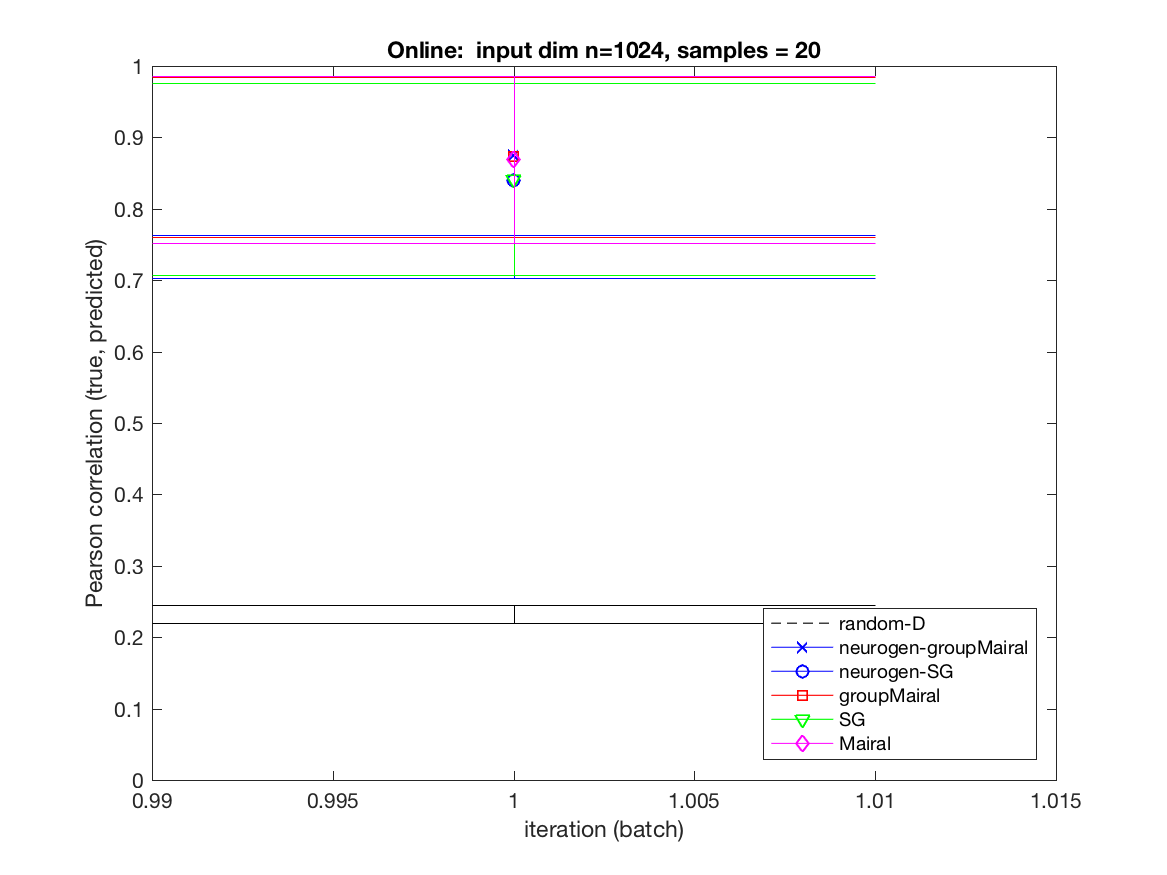 Online:  input dim n=1024, samples = 20
Pearson correlation (true, predicted)
1
0.9
0.8
0.7
0.6
0.5
0.4
0.3
0.2
0.1
0
random-D
neurogen-groupMairal
neurogen-SG
groupMairal
SG
Mairal
0.99
0.995
1
1.005
1.01
1.015
iteration (batch)